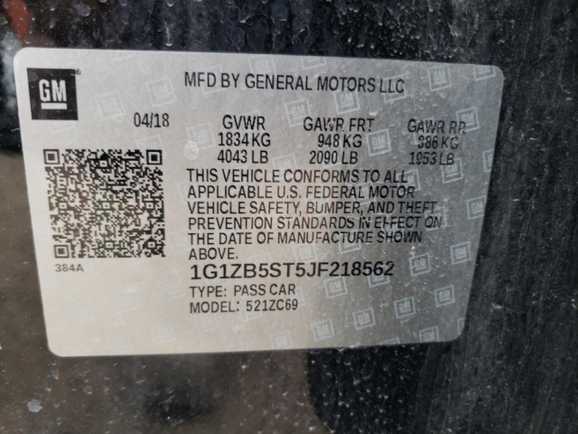 GM
MFD BY GENERAL MOTORS LLC
04/18 GVWR GAWR FRT GAWR RR
1834 KG 948 KG 886 KG
4043 LB 2090 LB 1953 LB
THIS VEHICLE CONFORMS TO ALL
APPLICABLE U.S. FEDERAL MOTOR
VEHICLE SAFETY, BUMPER, AND THEFT
PREVENTION STANDARDS IN EFFECT ON
THE DATE OF MANUFACTURE SHOWN
ABOVE.
384A
1G1ZB5ST5JF218562
TYPE: PASS CAR
MODEL: 521ZC69